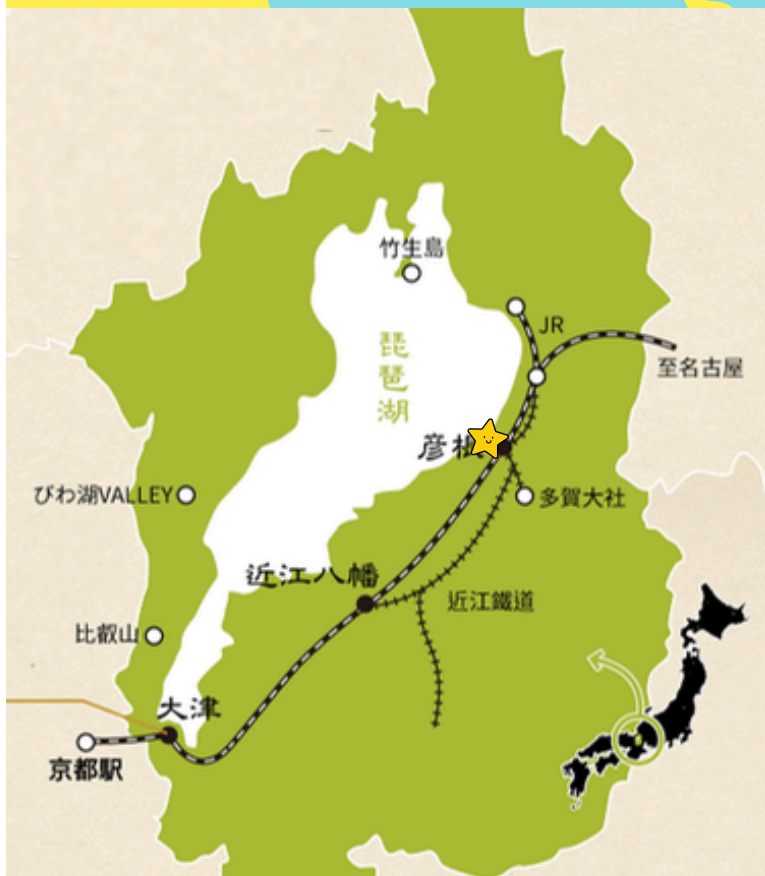 竹生島
JR
至名古屋
琵琶湖
彦根
びわ湖VALLEY
多賀大社
近江八幡
近江鐵道
比叡山
大津
京都駅